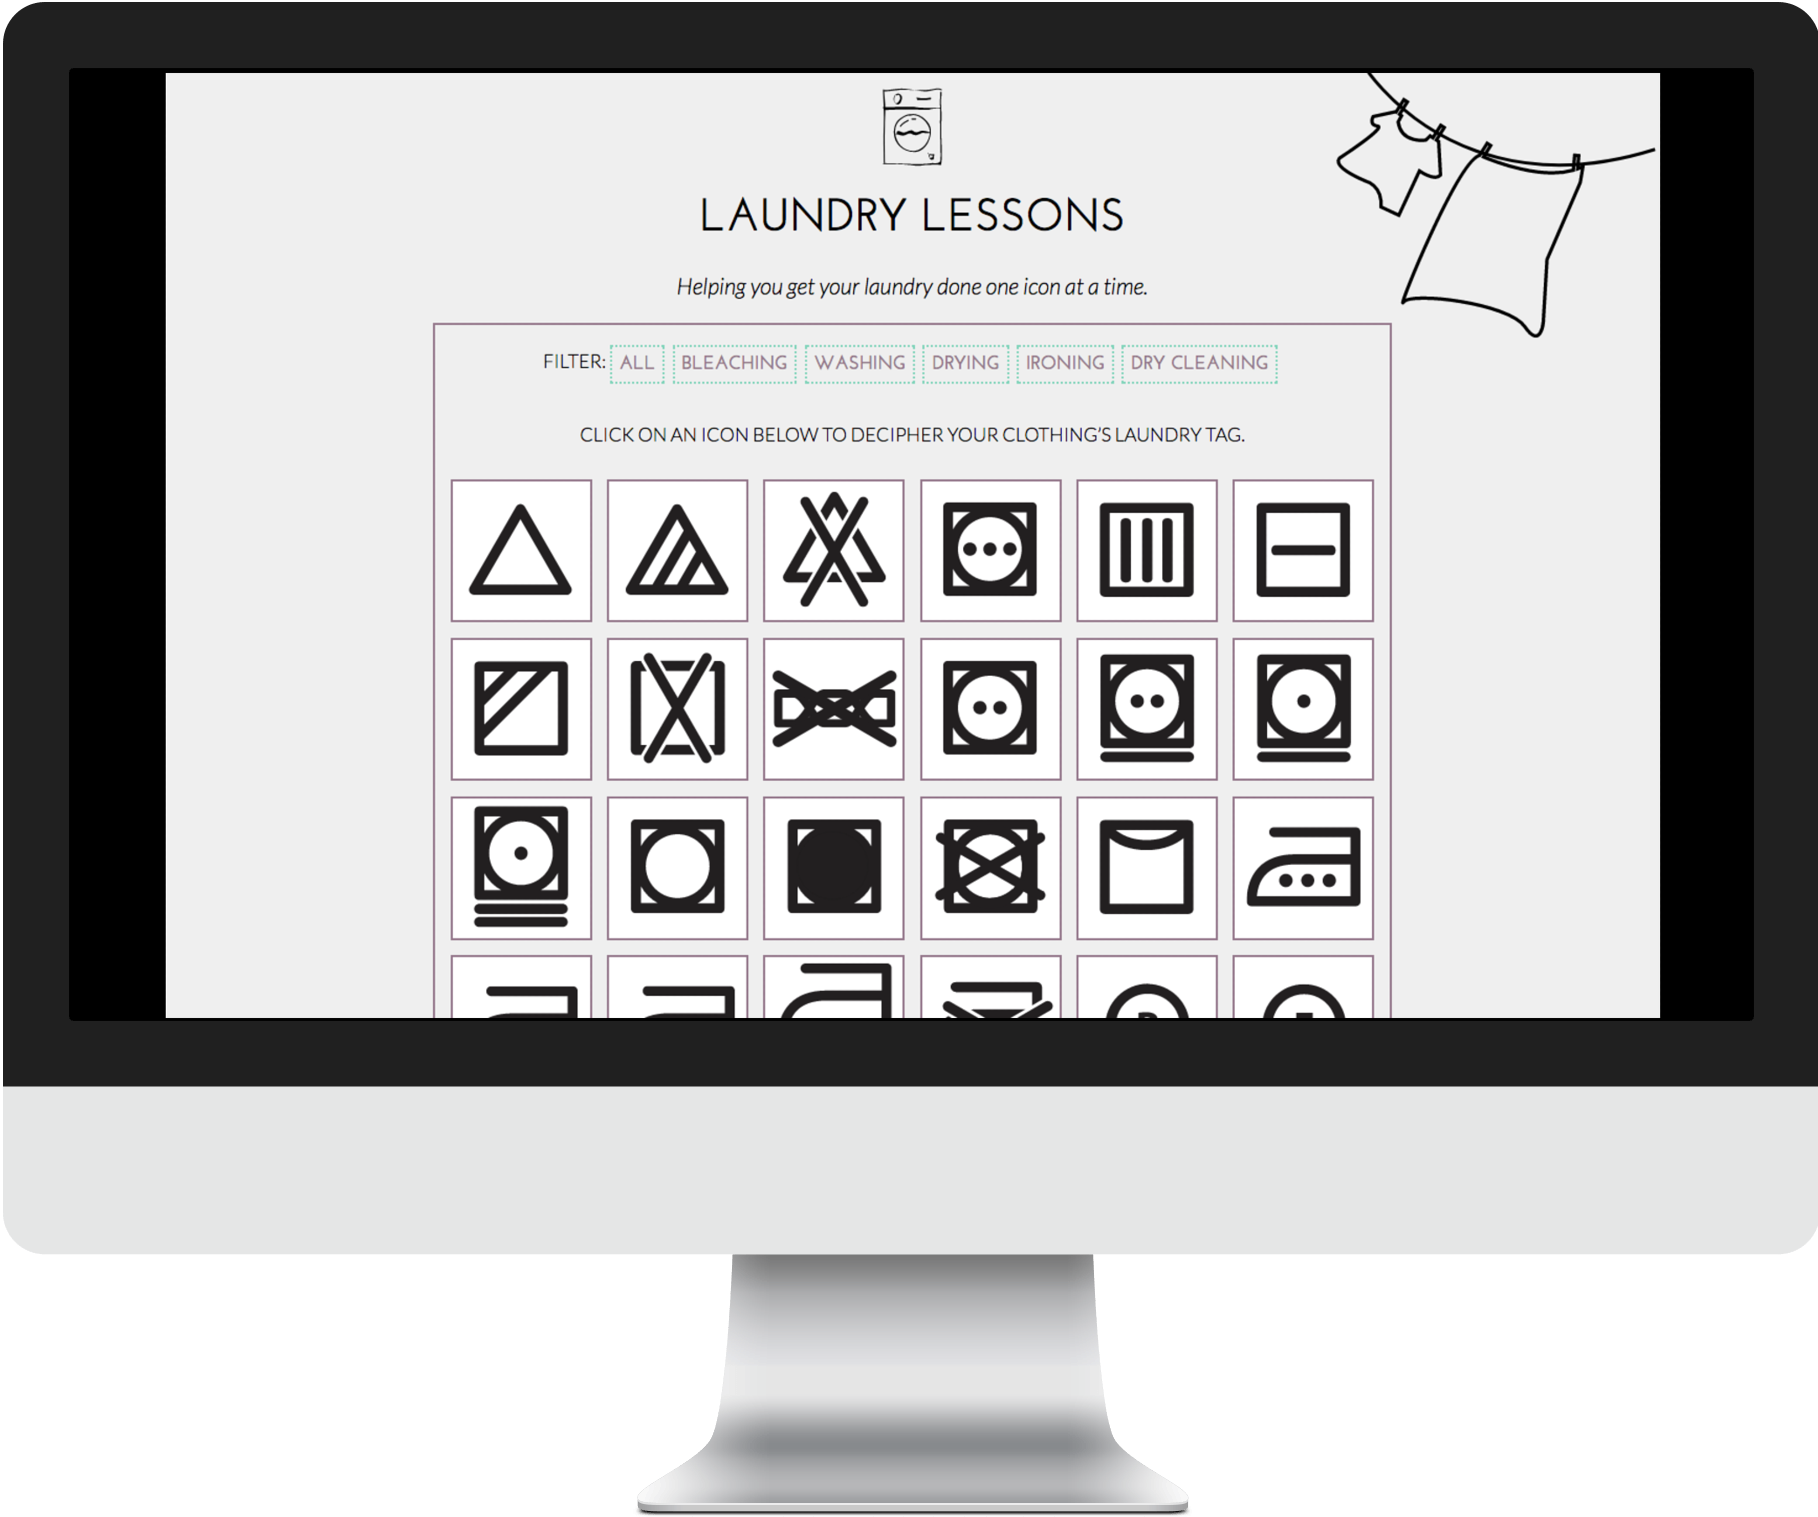 LAUNDRY LESSONS
Helping you get your laundry done one icon at a time.
FILTER: ALL BLEACHING WASHING DRYING IRONING DRY CLEANING
CLICK ON AN ICON BELOW TO DECIPHER YOUR CLOTHING'S LAUNDRY TAG.